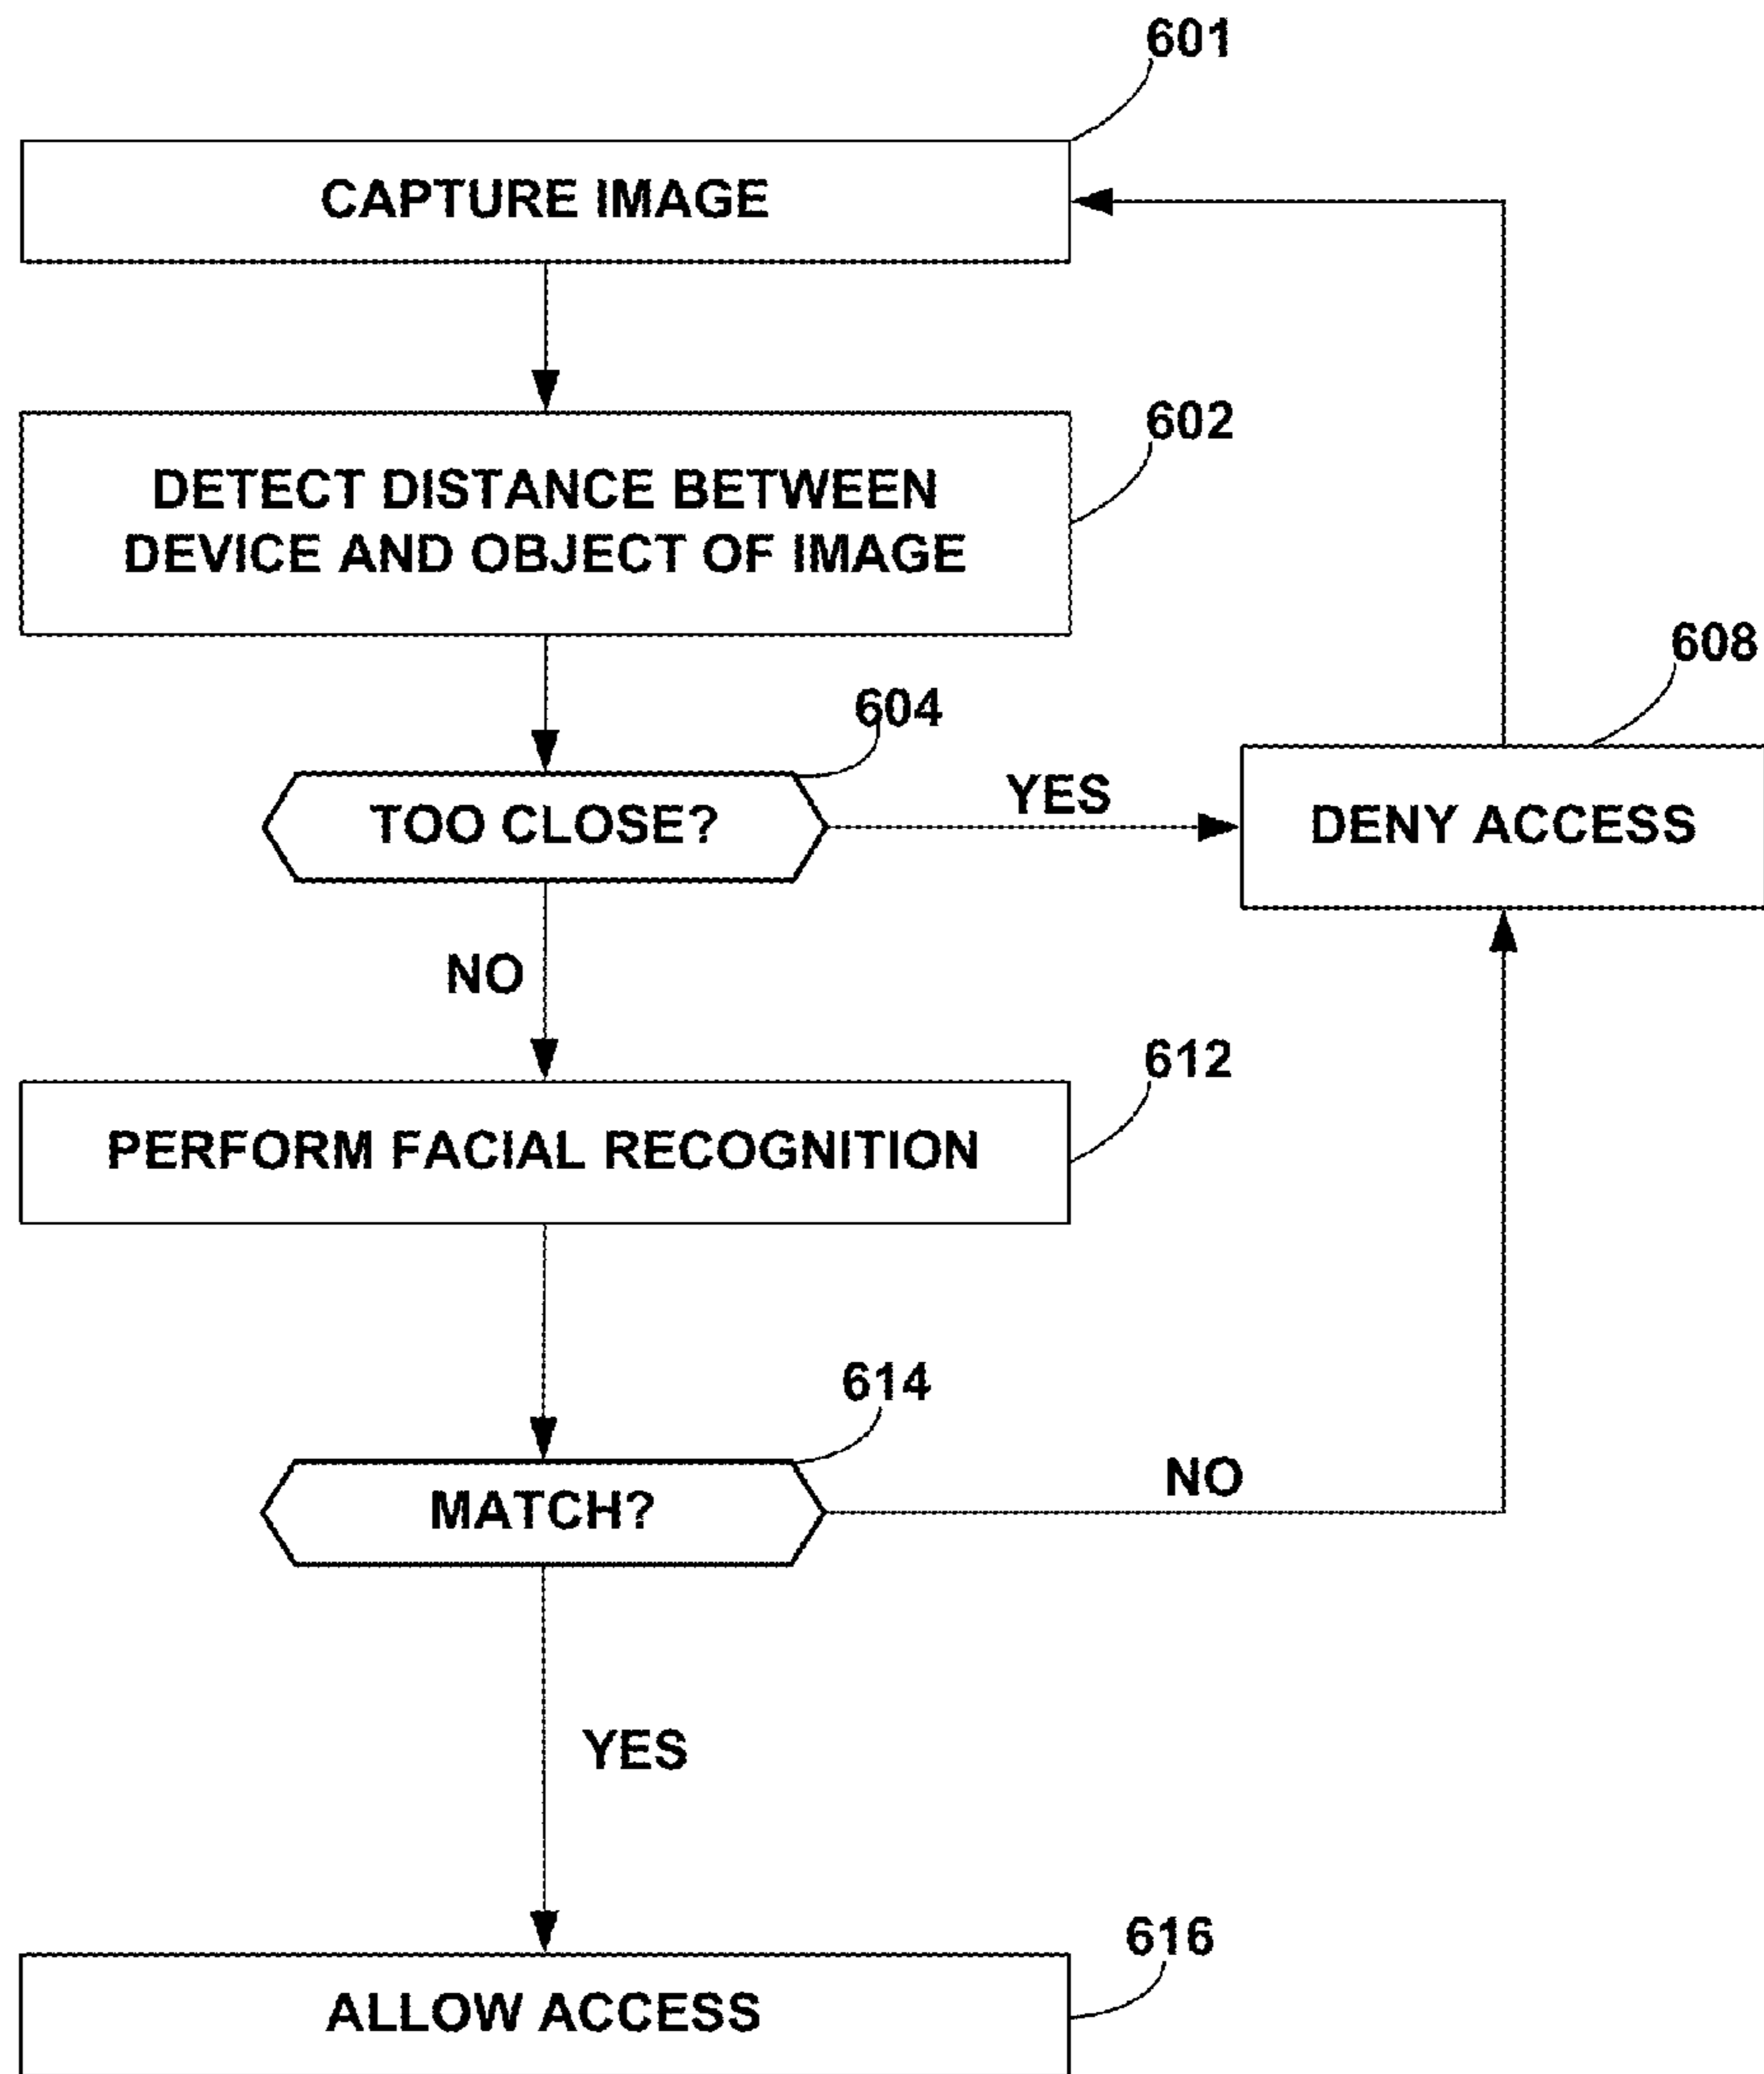 601
CAPTURE IMAGE
602
DETECT DISTANCE BETWEEN
DEVICE AND OBJECT OF IMAGE
608
604
TOO CLOSE?
YES
DENY ACCESS
NO
612
PERFORM FACIAL RECOGNITION
614
MATCH?
NO
YES
616
ALLOW ACCESS